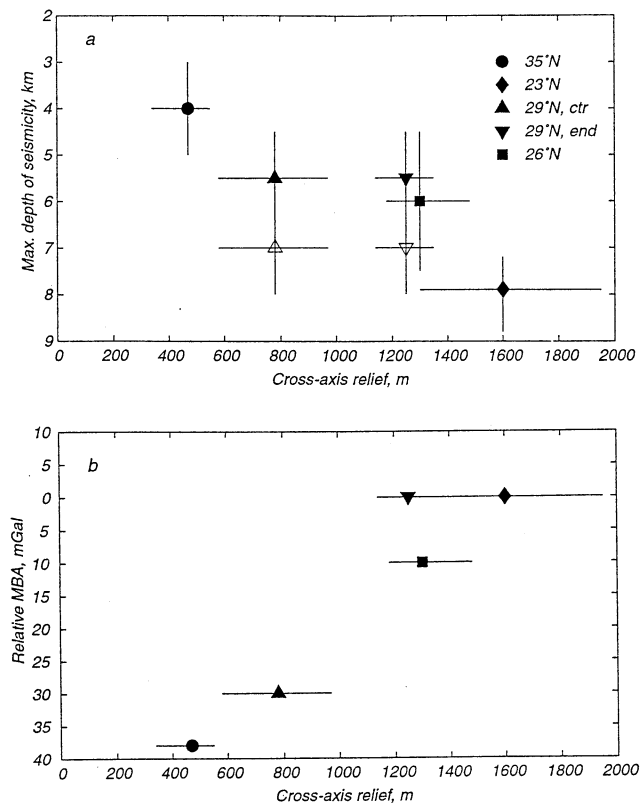 2
a
35°N
3
23°N
29°N, ctr
4
29°N, end
5
26°N
6
7
8
9
Max. depth of seismicity, km
0 200 400 600 800 1000 1200 1400 1600 1800 2000
Cross-axis relief, m
10
b
5
0
5
10
15
20
25
30
35
40
Relative MBA, mGal
0 200 400 600 800 1000 1200 1400 1600 1800 2000
Cross-axis relief, m